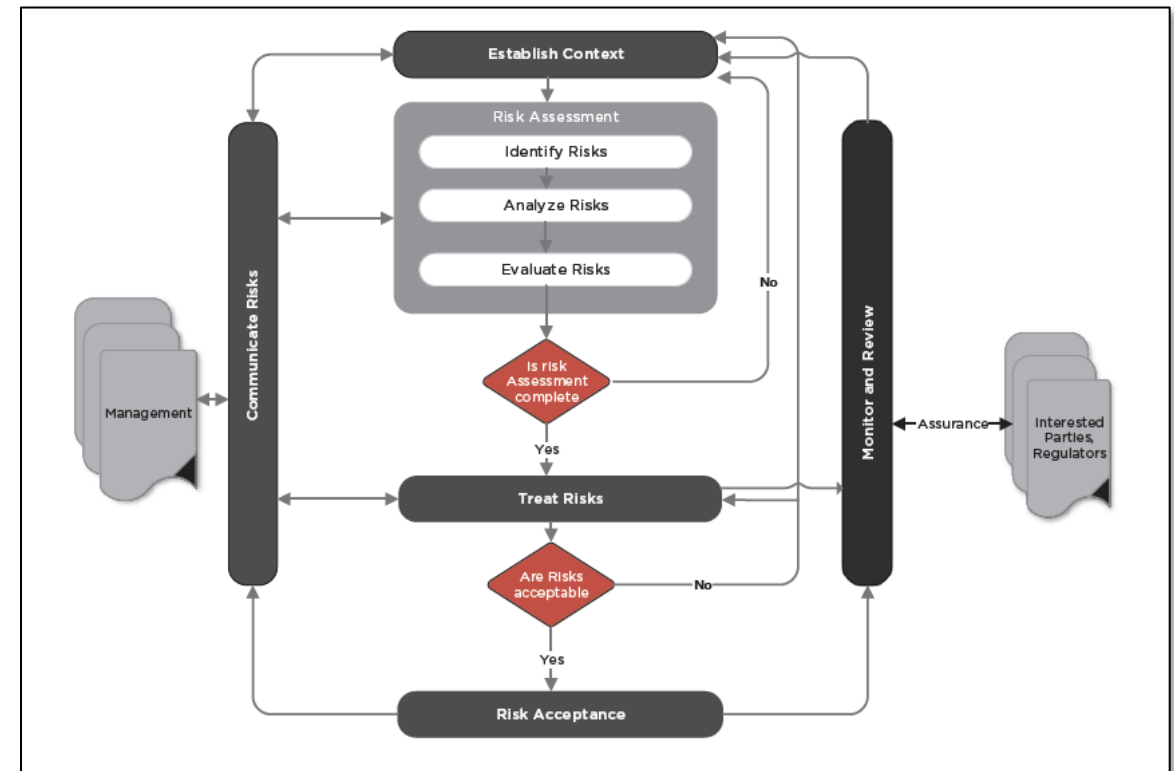 Establish Context
Risk Assessment
Identify Risks
Analyze Risks
Evaluate Risks
No
Is risk
Assessment
complete
Yes
Communicate Risks
Management
Monitor and Review
Assurance
Interested
Parties,
Regulators
Treat Risks
Are Risks
acceptable
No
Yes
Risk Acceptance